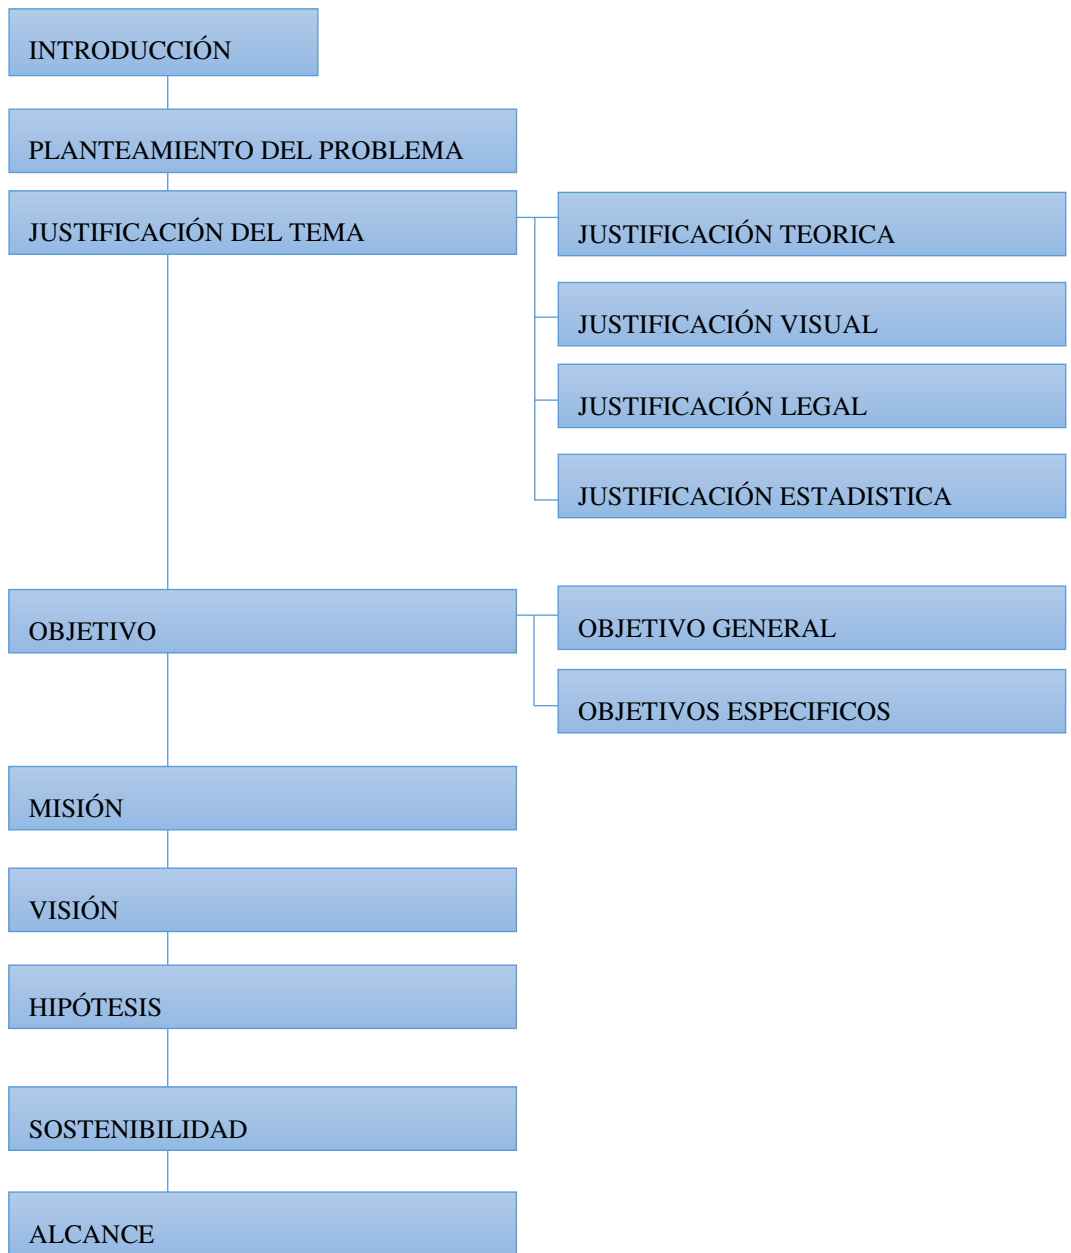 INTRODUCCIÓN
PLANTEAMIENTO DEL PROBLEMA
JUSTIFICACIÓN DEL TEMA
JUSTIFICACIÓN TEORICA
JUSTIFICACIÓN VISUAL
JUSTIFICACIÓN LEGAL
JUSTIFICACIÓN ESTADISTICA
OBJETIVO
OBJETIVO GENERAL
OBJETIVOS ESPECIFICOS
MISIÓN
VISIÓN
HIPÓTESIS
SOSTENIBILIDAD
ALCANCE